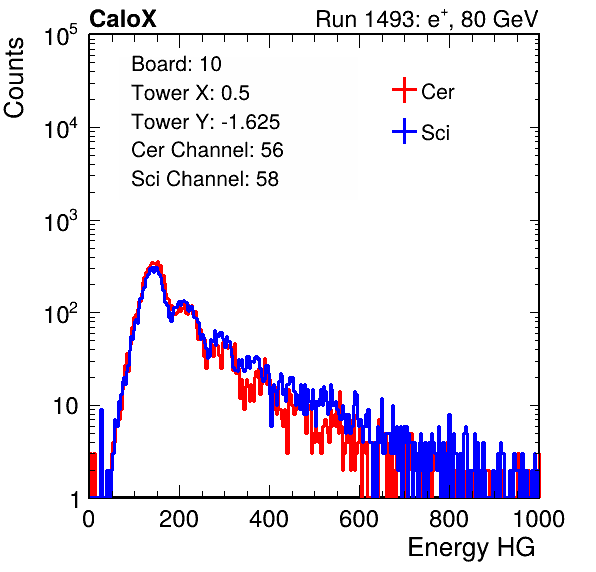 CaloX
Run 1493: e⁺, 80 GeV
Counts
10⁵
10⁴
10³
10²
10
1
Board: 10
Tower X: 0.5
Tower Y: -1.625
Cer Channel: 56
Sci Channel: 58
Cer
Sci
0 200 400 600 800 1000
Energy HG